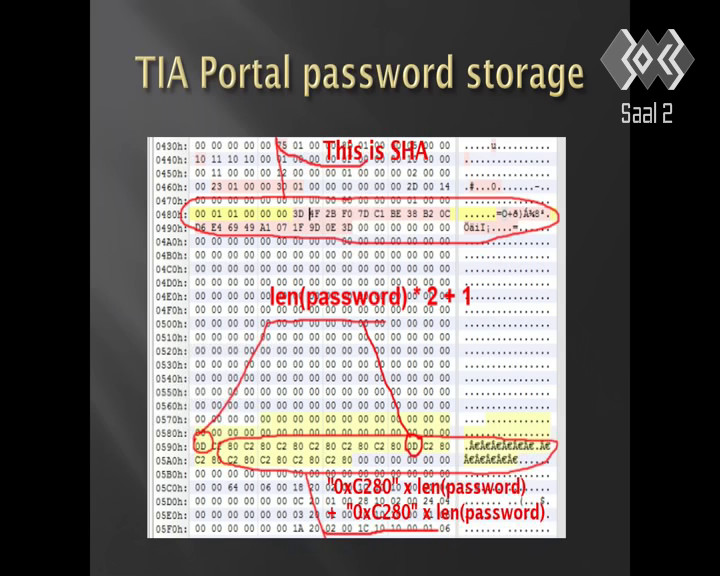 TIA Portal password storage
Saal 2
This is SHA
0430h: 00 00 00 00 00 75 01 00
0440h: 10 11 10 10 00
0450h: 00 11 00 00 00 12 00 00 00 00 01 00 00 00 02 00 00
0460h: 00 23 01 00 00 30 01 00 00 00 00 00 00 2D 00 14
0470h: 00 00 00 00 00 00
0480h: 00 01 01 00 00 00 3D 4F 2B F0 7D C1 BE 38 B2 0C
0490h: D6 E4 69 49 A1 07 1F 9D 0E 3D 00 00 00 00 00 00
04A0h: 00 00 00 00 00 00 00 00 00 00 00 00 00 00 00 00
04B0h: 00 00 00 00 00 00 00 00 00 00 00 00 00 00 00 00
04C0h: 00 00 00 00 00 00 00 00 00 00 00 00 00 00 00 00
04D0h: 00 00 00 00 00 00 00 00 00 00 00 00 00 00 00 00
04E0h: 00 00 00 00 00
len(password) * 2 + 1
04F0h: 00 00 00 00 00 00 00 00 00 00 00 00 00 00 00 00
0500h: 00 00 00 00 00 00 00 00 00 00 00 00 00 00 00 00
0510h: 00 00 00 00 00 00 00 00 00 00 00 00 00 00 00 00
0520h: 00 00 00 00 00 00 00 00 00 00 00 00 00 00 00 00
0530h: 00 00 00 00 00 00 00 00 00 00 00 00 00 00 00 00
0540h: 00 00 00 00 00 00 00 00 00 00 00 00 00 00 00 00
0550h: 00 00 00 00 00 00 00 00 00 00 00 00 00 00 00 00
0560h: 00 00 00 00 00 00 00 00 00 00 00 00 00 00 00 00
0570h: 00 00 00 00 00 00 00 00 00 00 00 00 00 00 00 00
0580h: 00 00 00 00 00 00 00 00 00 00 00 00 00 00 00 00
0590h: 0D C2 80 C2 80 C2 80 C2 80 C2 80 C2 80 0D C2 80
05A0h: C2 80 C2 80 C2 80 C2 80 C2 80 00 00 00 00 00 00
05B0h: 00 00 00 00 00 00 00 00 00 00 00 00 00 00 00 00
"0xC280" x len(password)
05C0h: 00 00 64 00 06 00 18
05D0h: 00 00 00 00 00 0C 20 01 00 28 10 02 00 24 04
+ "0xC280" x len(password)
05E0h: 00 00 00 00 00 03
05F0h: 00 00 00 00 00 1A 20 02 00 1C 10 10 00 01 06